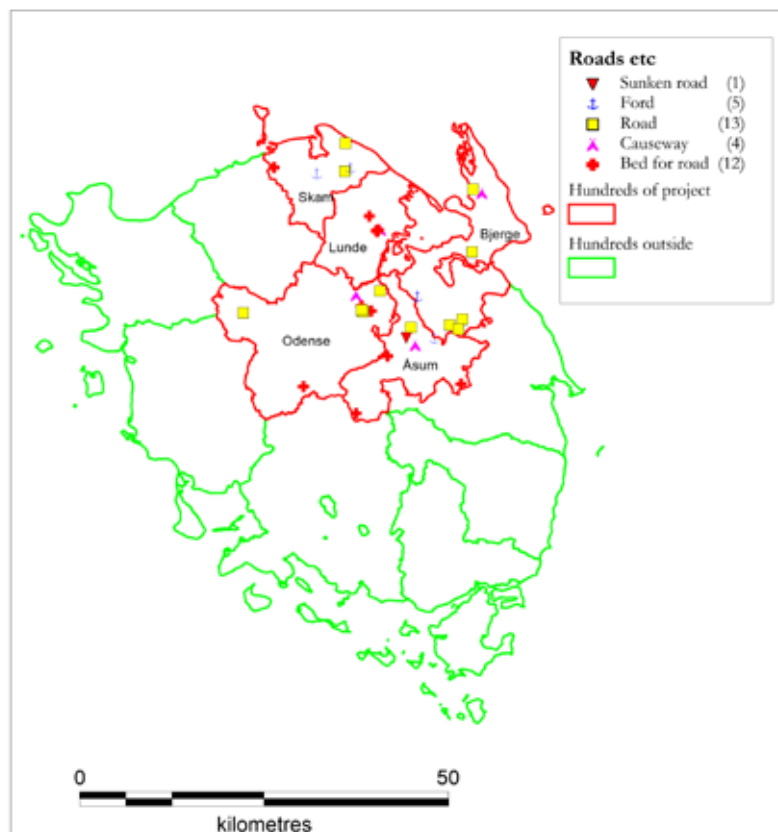 Roads etc
Sunken road (1)
Ford (5)
Road (13)
Causeway (4)
Bed for road (12)
Hundreds of project
Hundreds outside
Skam
Lunde
Bjerge
Odense
Åsum
0 50
kilometres